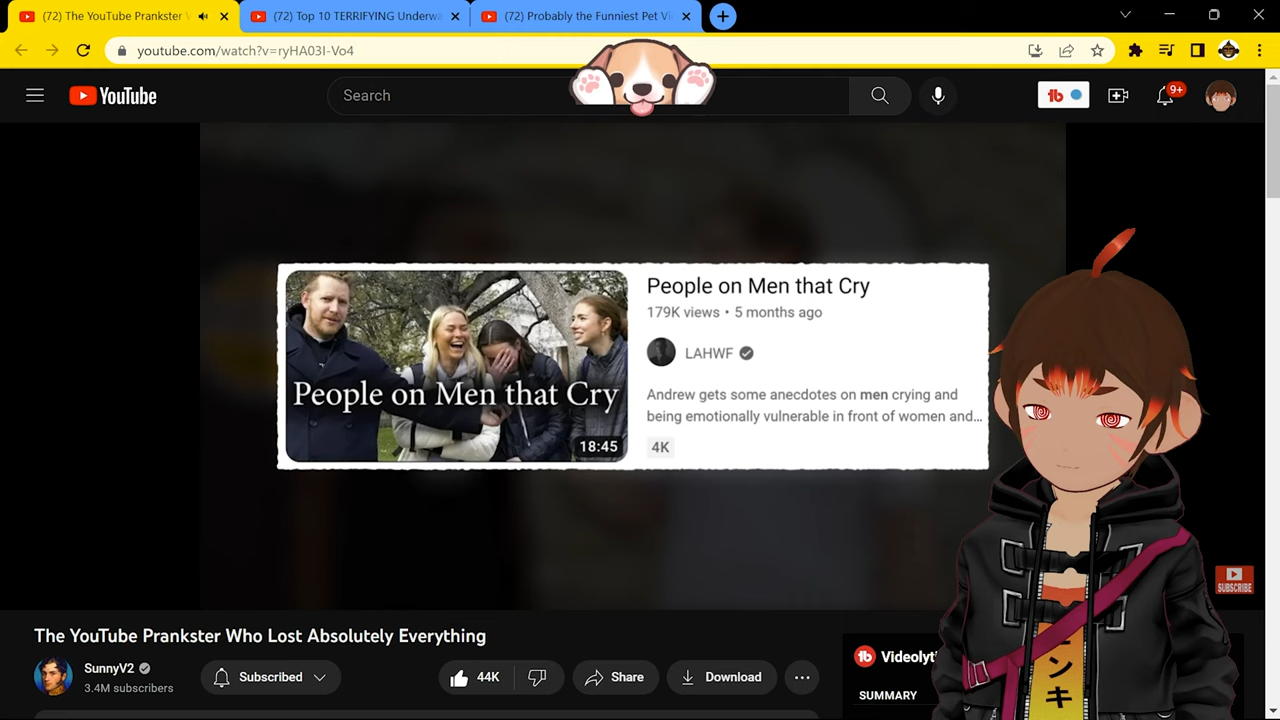 (72) The YouTube Prankster W
(72) Top 10 TERRIFYING Underwa
(72) Probably the Funniest Pet Vi
youtube.com/watch?v=ryHA03I-Vo4
YouTube
Search
tb
9+
People on Men that Cry
18:45
People on Men that Cry
179K views • 5 months ago
LAHWF
Andrew gets some anecdotes on men crying and
being emotionally vulnerable in front of women and...
4K
SUBSCRIBE
The YouTube Prankster Who Lost Absolutely Everything
SunnyV2
3.4M subscribers
Subscribed
44K
Share
Download
tb Videolyti
SUMMARY
ンキ